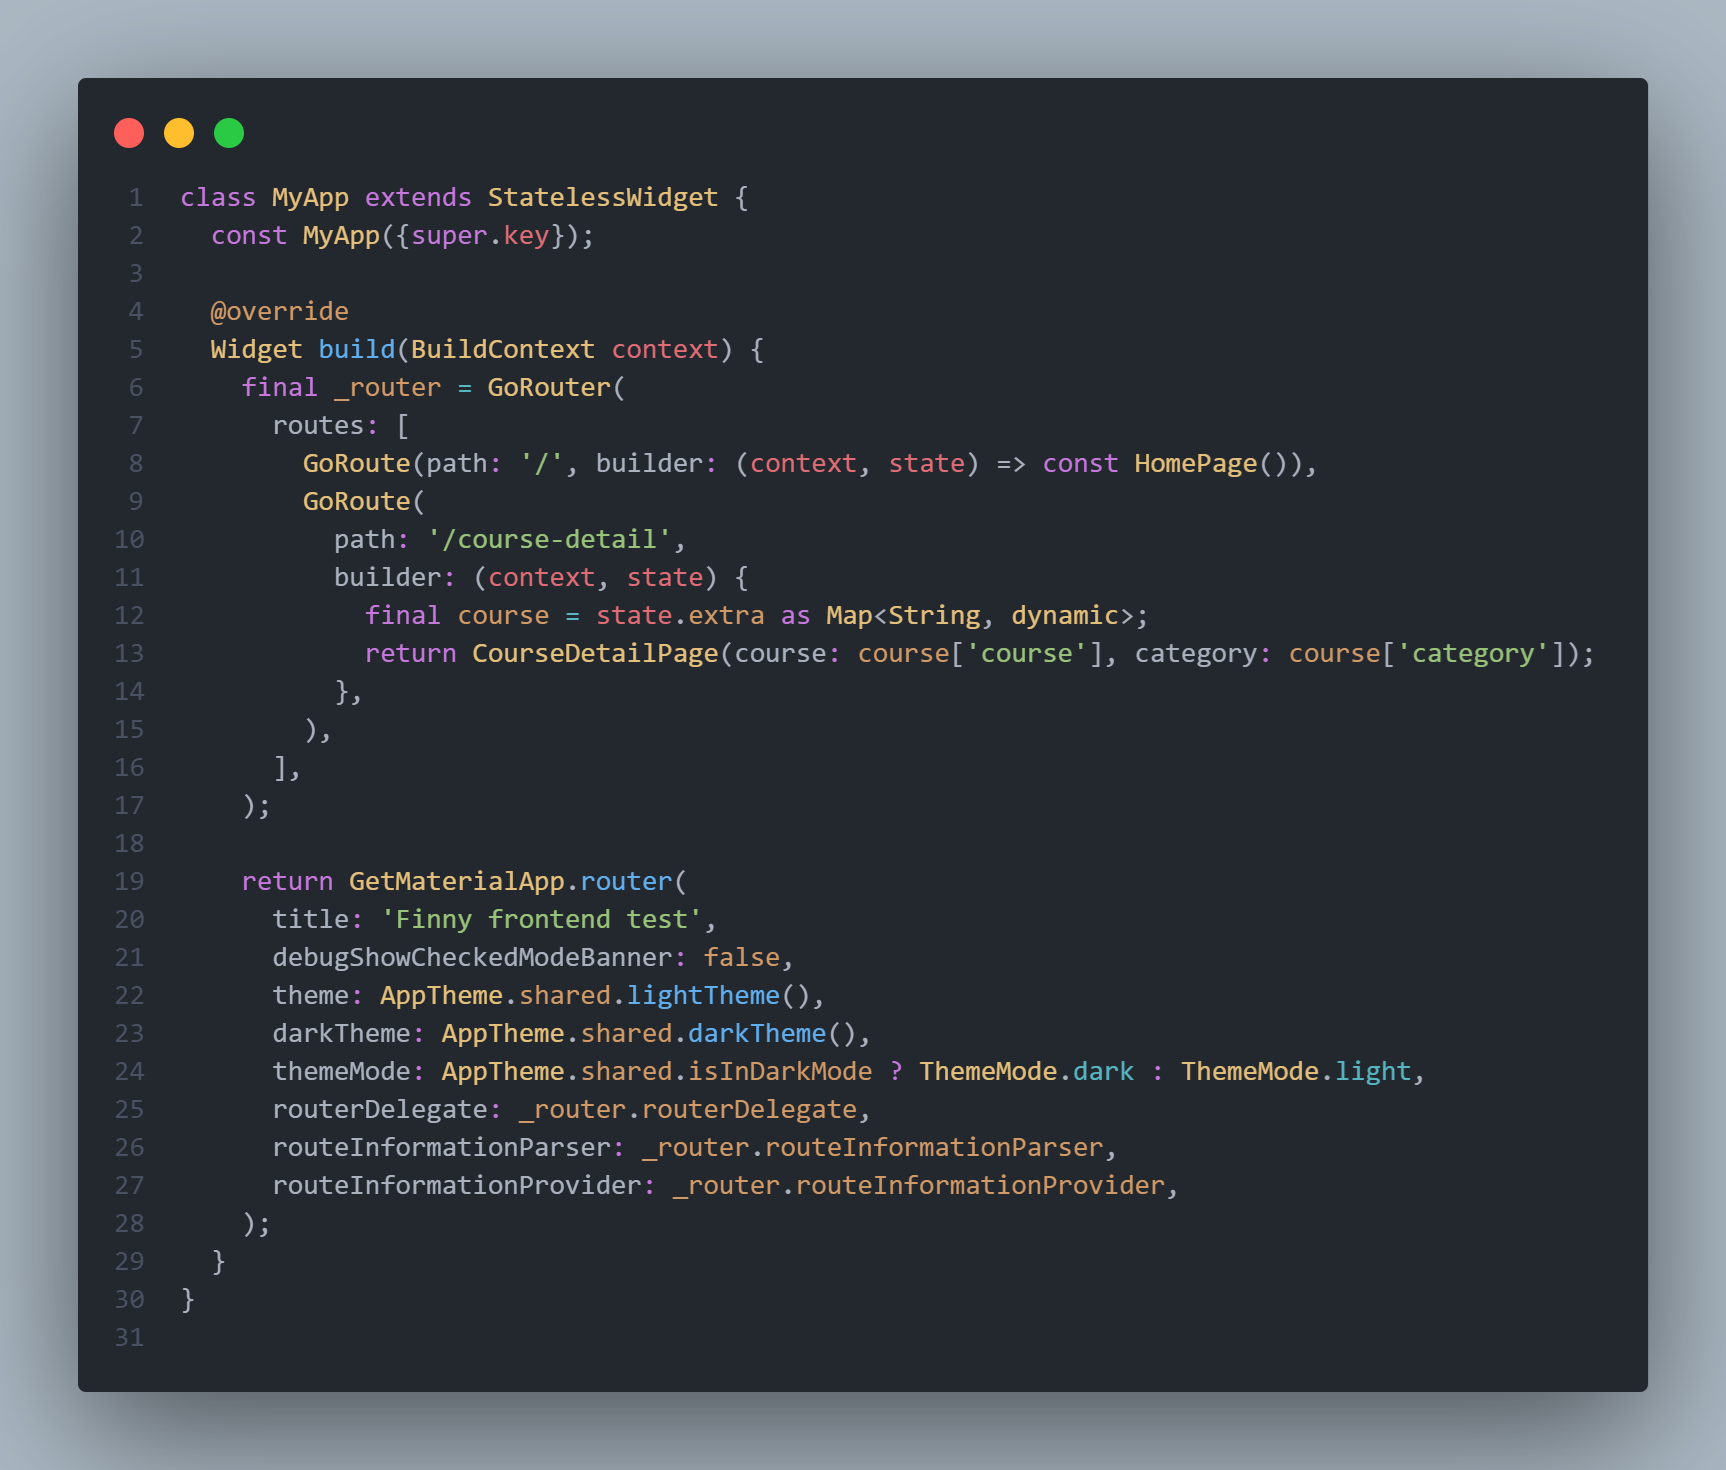 1 class MyApp extends StatelessWidget {
2   const MyApp({super.key});
3
4   @override
5   Widget build(BuildContext context) {
6     final _router = GoRouter(
7       routes: [
8         GoRoute(path: '/', builder: (context, state) => const HomePage()),
9         GoRoute(
10           path: '/course-detail',
11           builder: (context, state) {
12             final course = state.extra as Map<String, dynamic>;
13             return CourseDetailPage(course: course['course'], category: course['category']);
14           },
15         ),
16       ],
17     );
18
19     return GetMaterialApp.router(
20       title: 'Finny frontend test',
21       debugShowCheckedModeBanner: false,
22       theme: AppTheme.shared.lightTheme(),
23       darkTheme: AppTheme.shared.darkTheme(),
24       themeMode: AppTheme.shared.isInDarkMode ? ThemeMode.dark : ThemeMode.light,
25       routerDelegate: _router.routerDelegate,
26       routeInformationParser: _router.routeInformationParser,
27       routeInformationProvider: _router.routeInformationProvider,
28     );
29   }
30 }
31